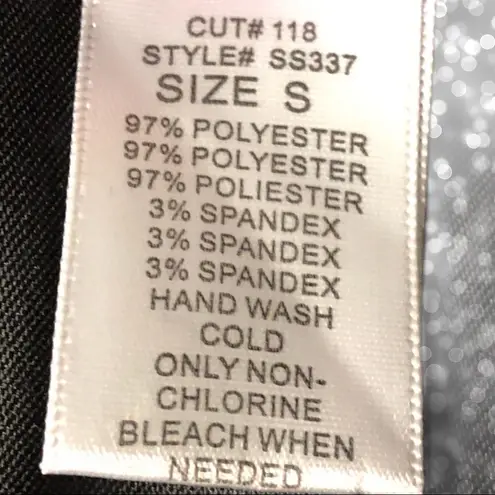 CUT# 118
STYLE# SS337
SIZE S
97% POLYESTER
97% POLYESTER
97% POLIESTER
3% SPANDEX
3% SPANDEX
3% SPANDEX
HAND WASH
COLD
ONLY NON-
CHLORINE
BLEACH WHEN
NEEDED